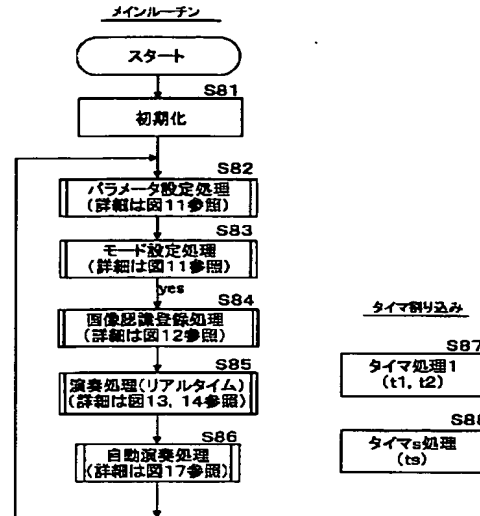 メインルーチン
スタート
S81
初期化
S82
パラメータ設定処理
(詳細は図11参照)
S83
モード設定処理
(詳細は図11参照)
yes
S84
画像認識登録処理
(詳細は図12参照)
S85
演奏処理(リアルタイム)
(詳細は図13, 14参照)
S86
自動演奏処理
(詳細は図17参照)
タイマ割り込み
S87
タイマ処理1
(t1, t2)
S88
タイマs処理
(ts)